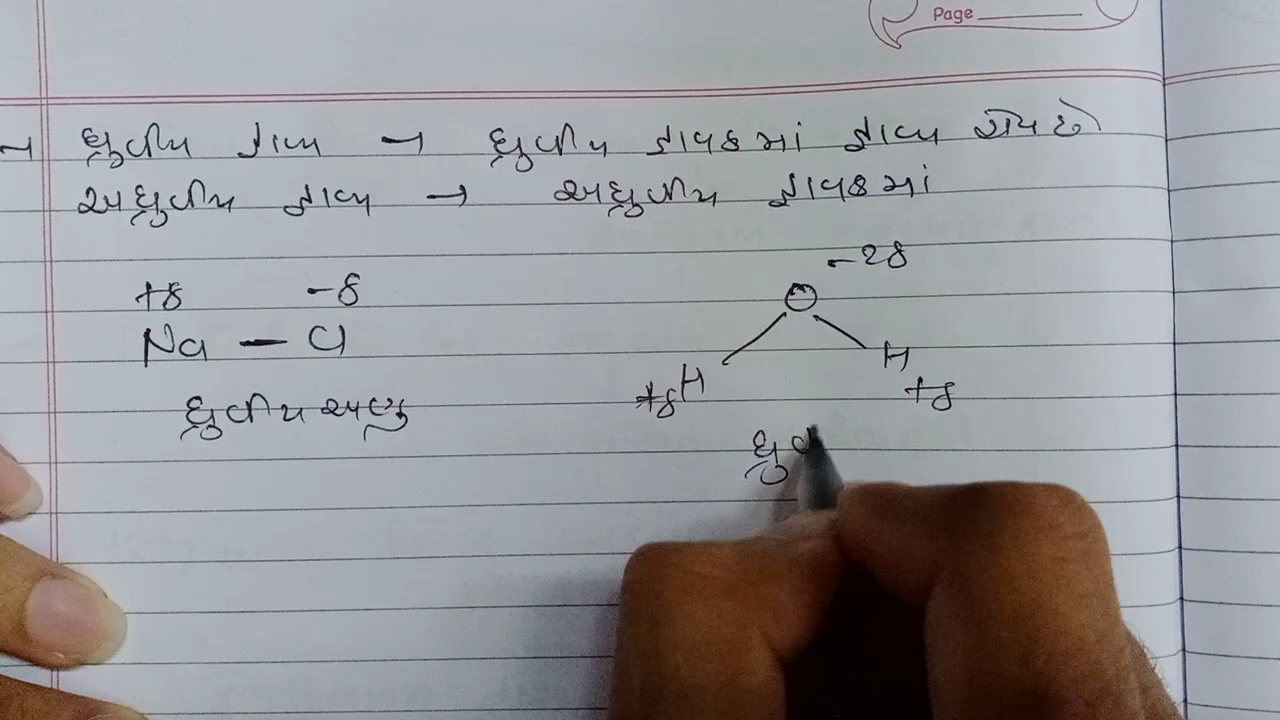 Page
→ ધ્રુવીય દ્રાવ્ય → ધ્રુવીય દ્રાવકમાં દ્રાવ્ય થાય છે
અધ્રુવીય દ્રાવ્ય → અધ્રુવીય દ્રાવકમાં
+δ -δ
Na — Cl
ધ્રુવીય અણુ
-2δ
O
H H
+δ +δ
ધ્રુવ